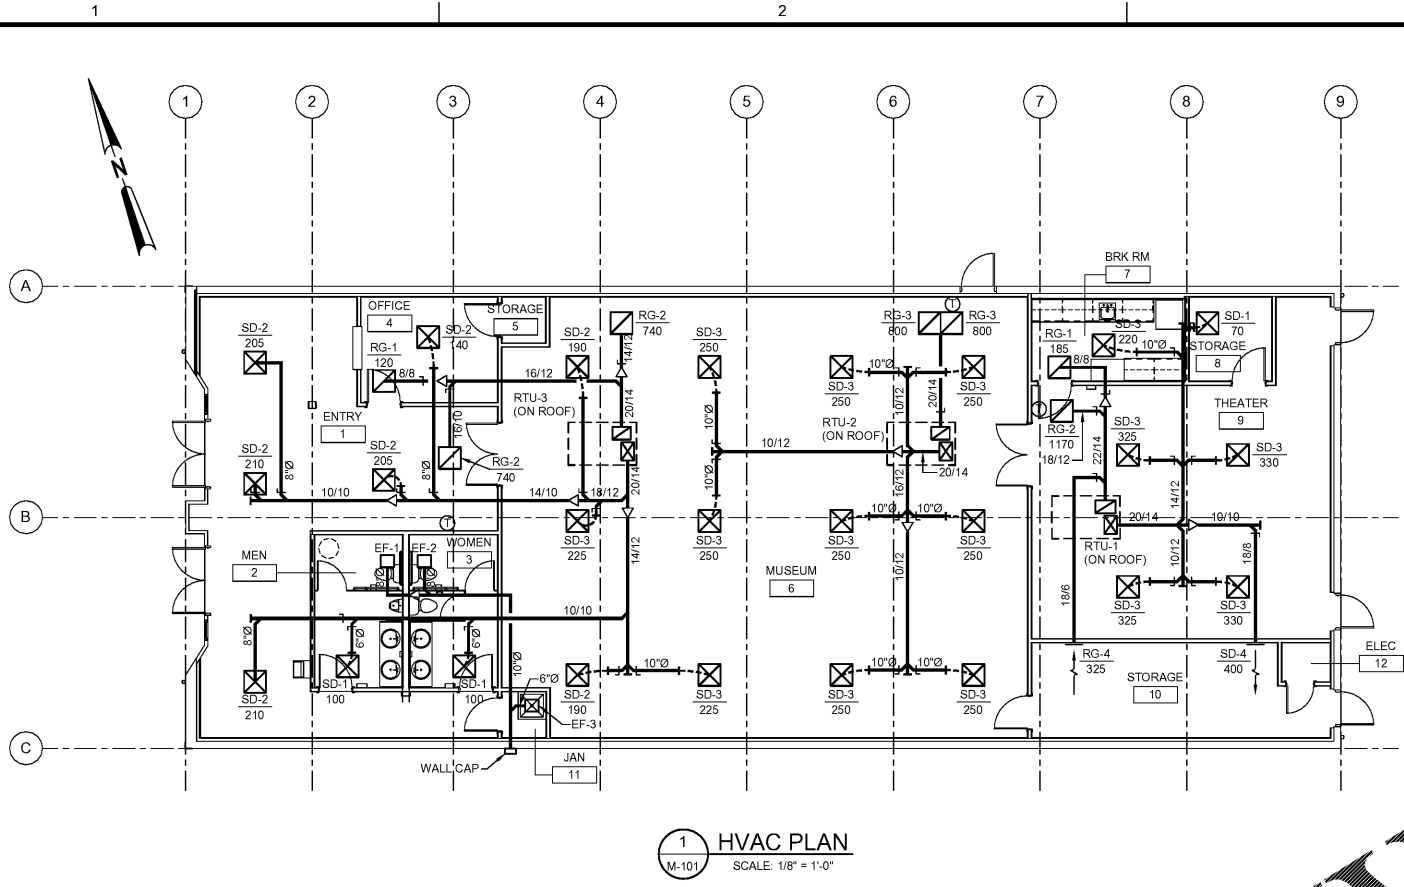 1
2
1
2
3
4
5
6
7
8
9
N
A
B
C
BRK RM
7
OFFICE
4
STORAGE
5
SD-2
205
SD-2
140
RG-1
120
8/8
SD-2
190
RG-2
740
14/12
SD-3
250
RG-3
800
RG-3
800
T
RG-1
185
8/8
SD-3
220
10"Ø
SD-1
70
STORAGE
8
16/12
RTU-3
(ON ROOF)
20/14
10"Ø
SD-3
250
10"Ø
10/12
20/14
SD-3
250
ENTRY
1
16/10
RG-2
740
RTU-2
(ON ROOF)
T
RG-2
1170
18/12
22/14
SD-3
325
THEATER
9
SD-3
330
SD-2
210
8"Ø
SD-2
205
8"Ø
10/12
10"Ø
20/14
16/12
14/12
10/10
14/10
18/12
20/14
T
SD-3
225
SD-3
250
10"Ø
10"Ø
SD-3
250
SD-3
250
20/14
10/10
RTU-1
(ON ROOF)
MEN
2
EF-1
EF-2
8"Ø
8"Ø
WOMEN
3
14/12
MUSEUM
6
10/12
18/6
10/12
18/8
SD-3
325
SD-3
330
10/10
8"Ø
6"Ø
6"Ø
10"Ø
SD-2
210
SD-1
100
SD-1
100
6"Ø
EF-3
SD-2
190
10"Ø
SD-3
225
10"Ø
10"Ø
SD-3
250
SD-3
250
RG-4
325
SD-4
400
STORAGE
10
ELEC
12
WALL CAP
JAN
11
1
M-101
HVAC PLAN
SCALE: 1/8" = 1'-0"